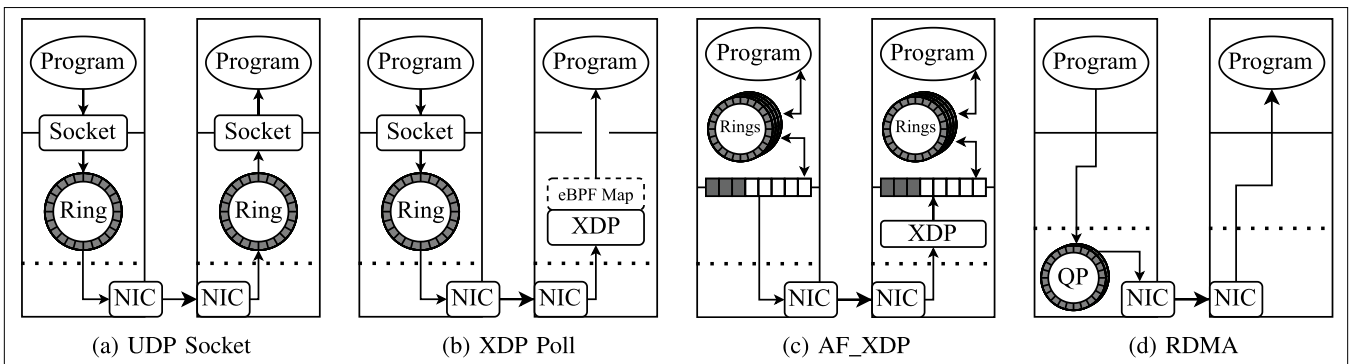 Program
Socket
Ring
NIC
Program
Socket
Ring
NIC
(a) UDP Socket
Program
Socket
Ring
NIC
Program
eBPF Map
XDP
NIC
(b) XDP Poll
Program
Rings
NIC
Program
Rings
XDP
NIC
(c) AF_XDP
Program
QP
NIC
Program
NIC
(d) RDMA